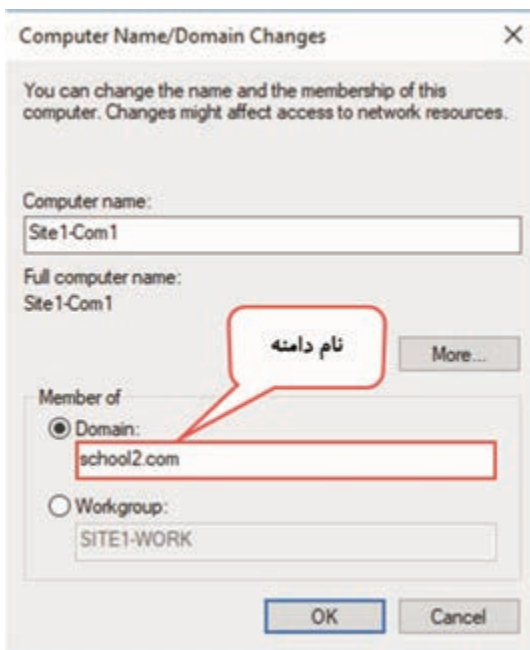 Computer Name/Domain Changes
You can change the name and the membership of this
computer. Changes might affect access to network resources.
Computer name:
Site1-Com1
Full computer name:
Site1-Com1
نام دامنه
More...
Member of
Domain:
school2.com
Workgroup:
SITE1-WORK
OK
Cancel